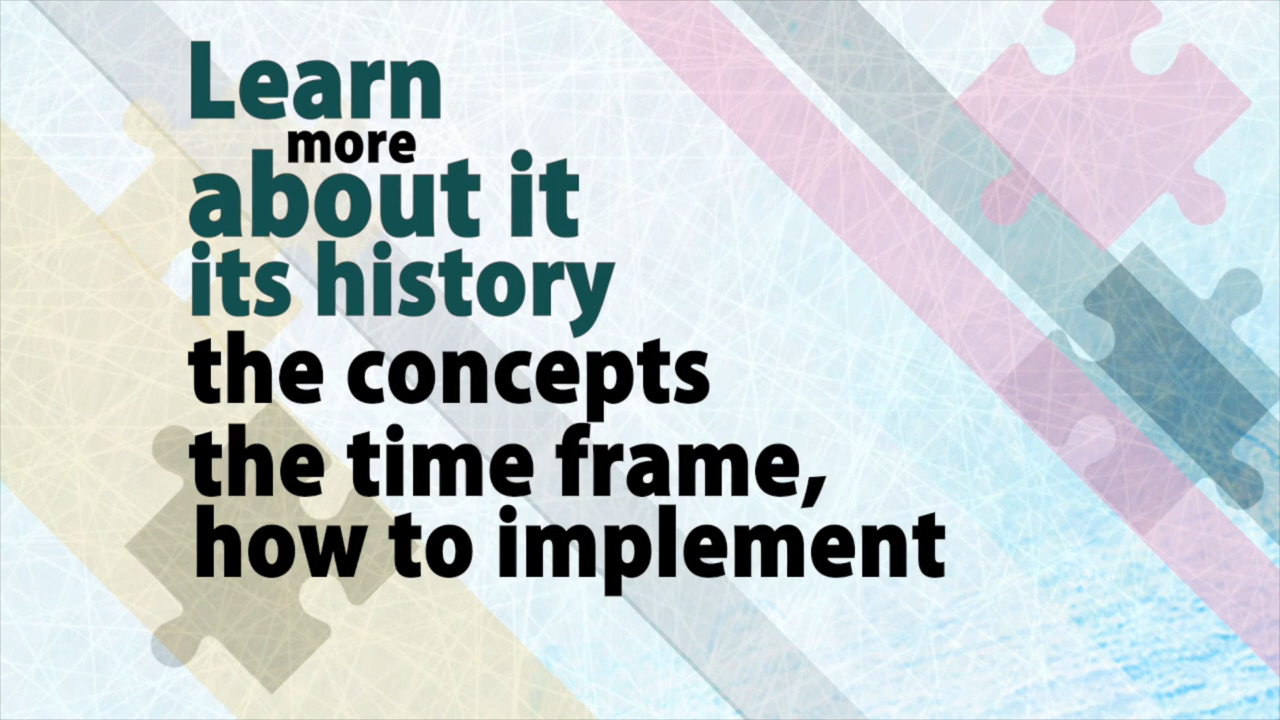 Learn
more
about it
its history
the concepts
the time frame,
how to implement